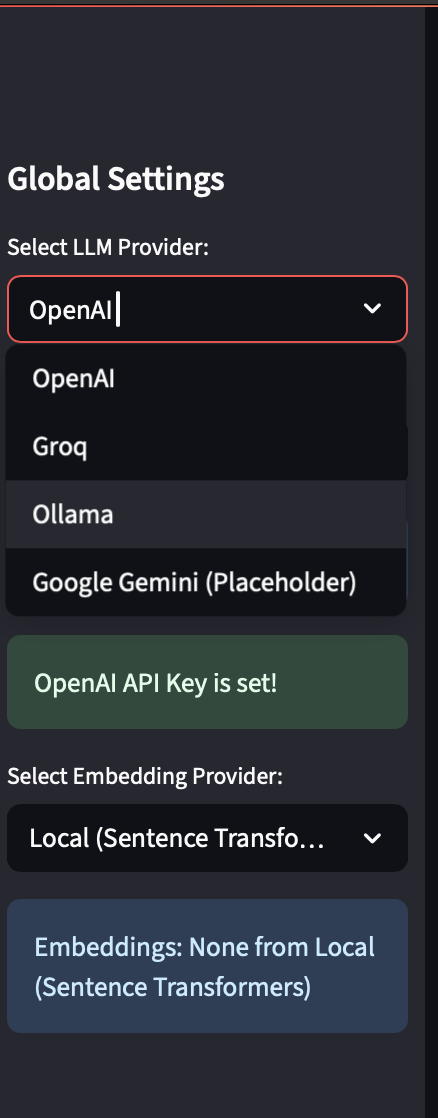 Global Settings
Select LLM Provider:
OpenAI
OpenAI
Groq
Ollama
Google Gemini (Placeholder)
OpenAI API Key is set!
Select Embedding Provider:
Local (Sentence Transfo...
Embeddings: None from Local
(Sentence Transformers)